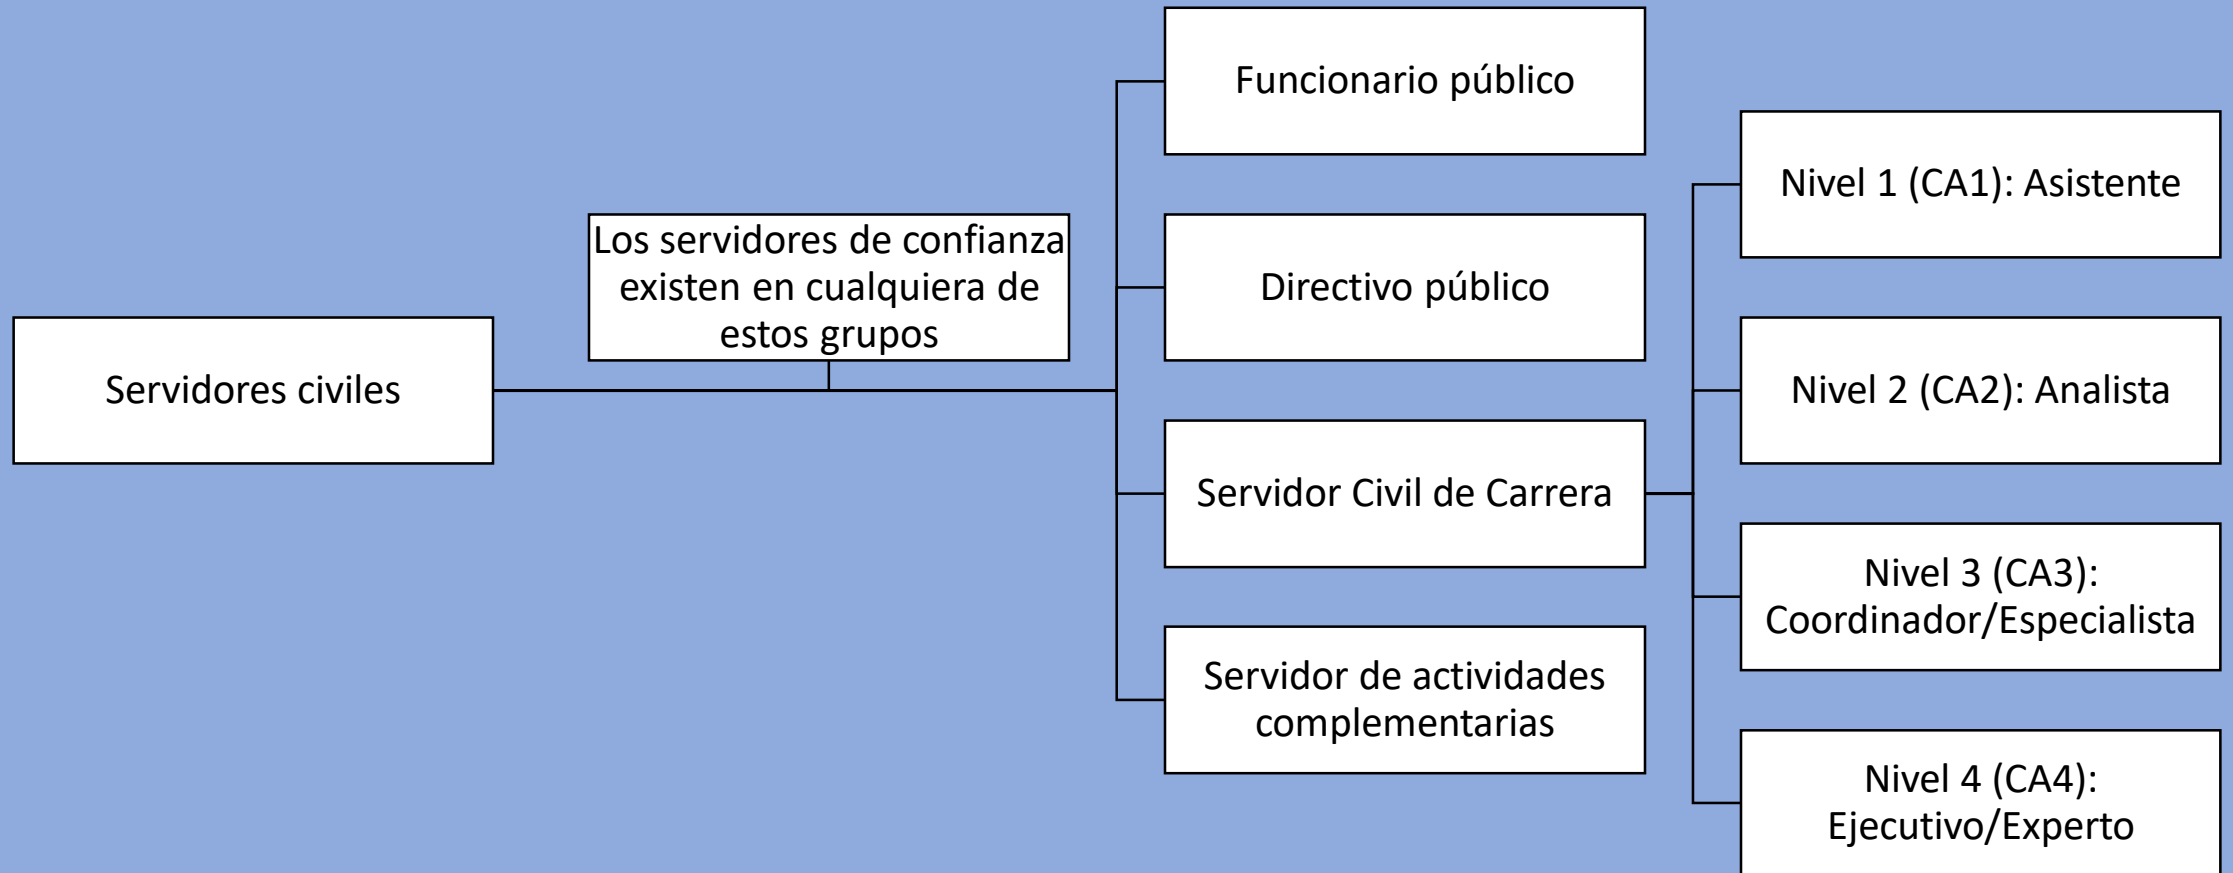 Servidores civiles
Los servidores de confianza
existen en cualquiera de
estos grupos
Funcionario público
Directivo público
Servidor Civil de Carrera
Servidor de actividades
complementarias
Nivel 1 (CA1): Asistente
Nivel 2 (CA2): Analista
Nivel 3 (CA3):
Coordinador/Especialista
Nivel 4 (CA4):
Ejecutivo/Experto